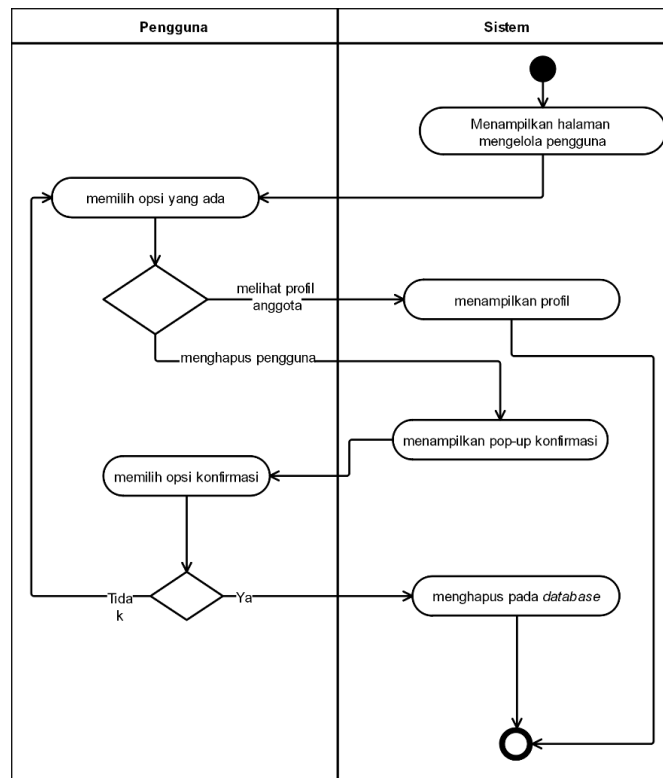 Pengguna
Sistem
Menampilkan halaman
mengelola pengguna
memilih opsi yang ada
melihat profil
anggota
menampilkan profil
menghapus pengguna
menampilkan pop-up konfirmasi
memilih opsi konfirmasi
Tida
k
Ya
menghapus pada database